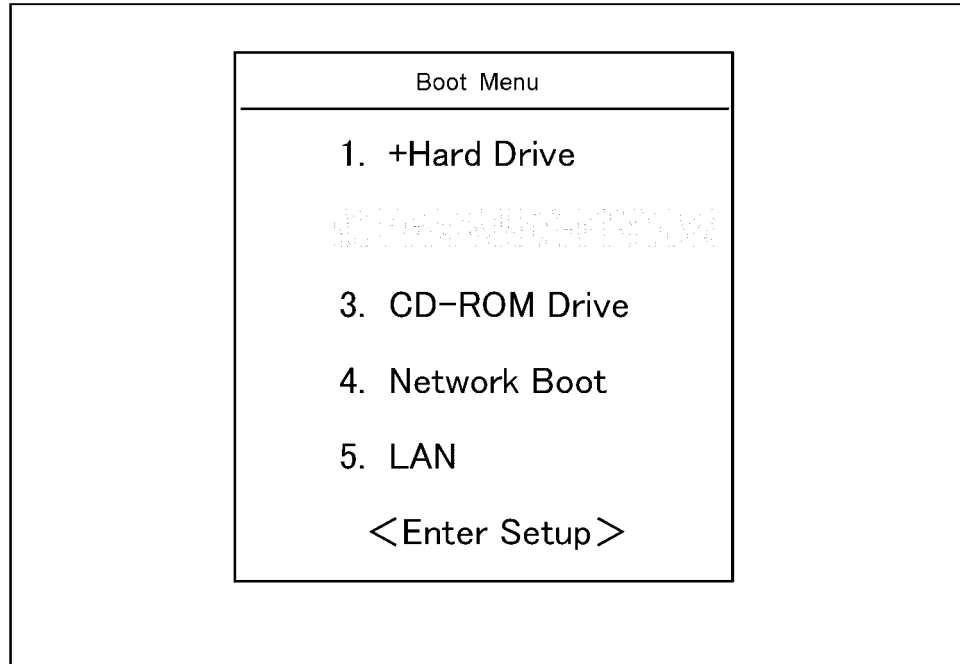 Boot Menu
1. +Hard Drive
3. CD-ROM Drive
4. Network Boot
5. LAN
<Enter Setup>